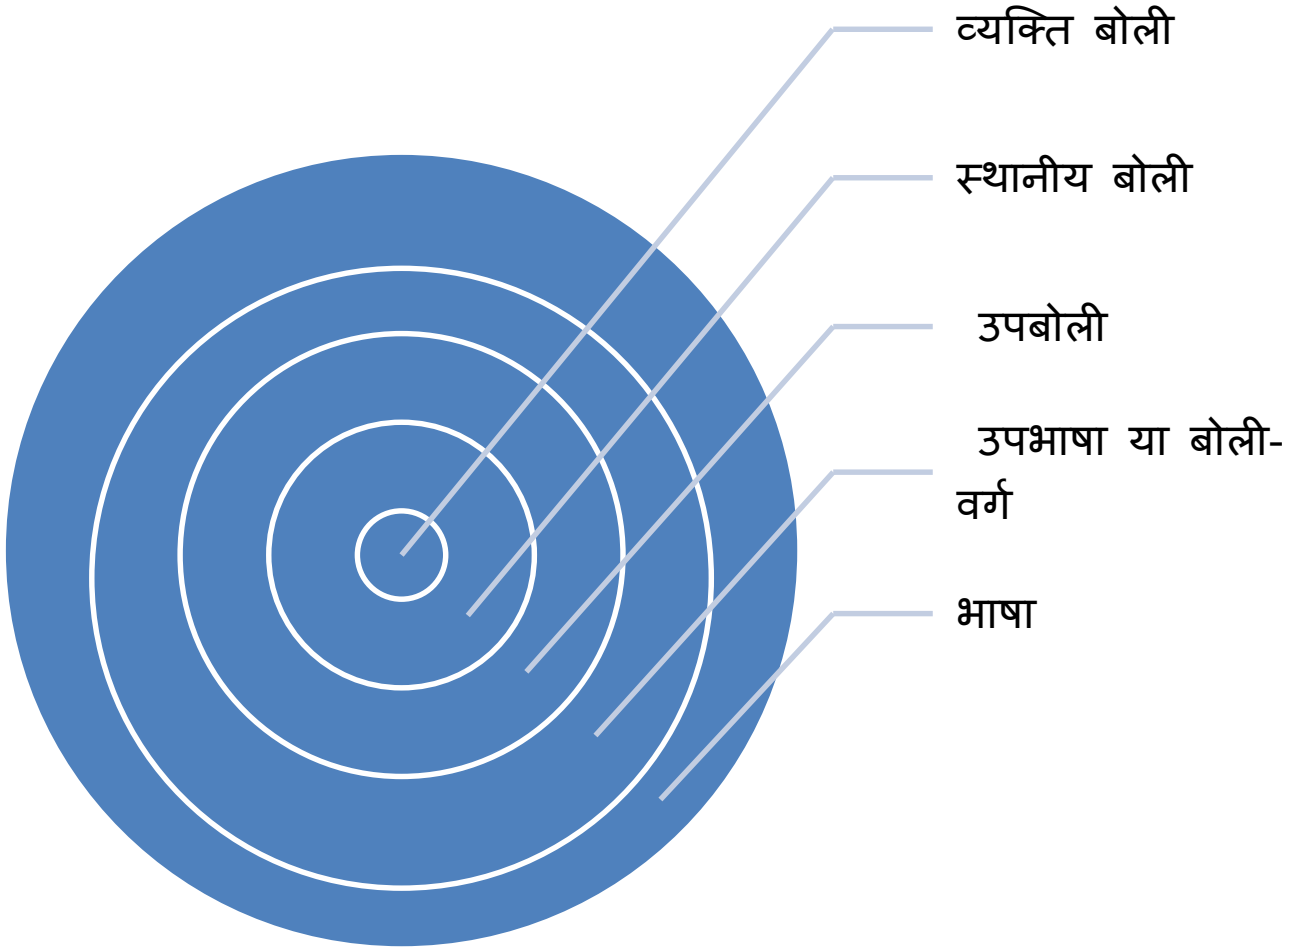 व्यक्ति बोली
स्थानीय बोली
उपबोली
उपभाषा या बोली-
वर्ग
भाषा